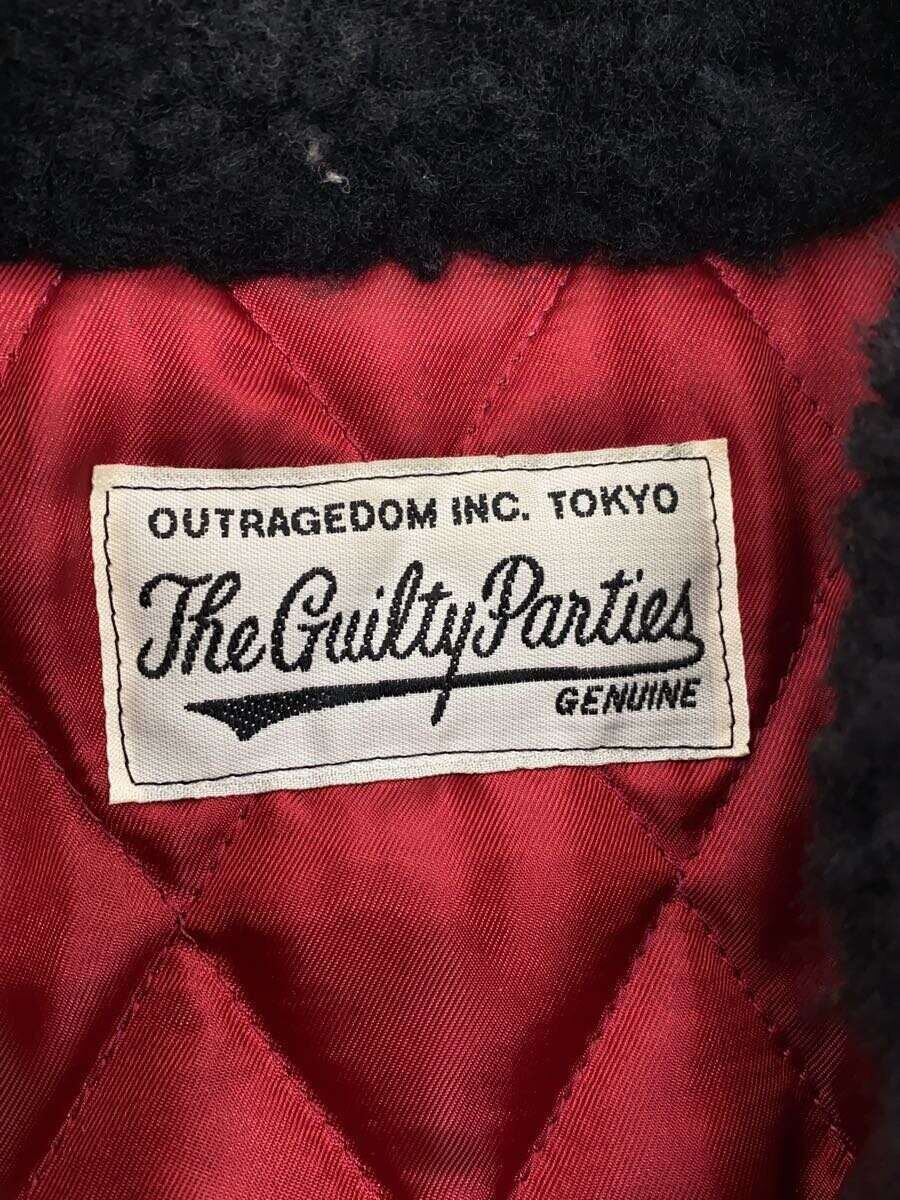 OUTRAGEDOM INC. TOKYO
The Guilty Parties
GENUINE